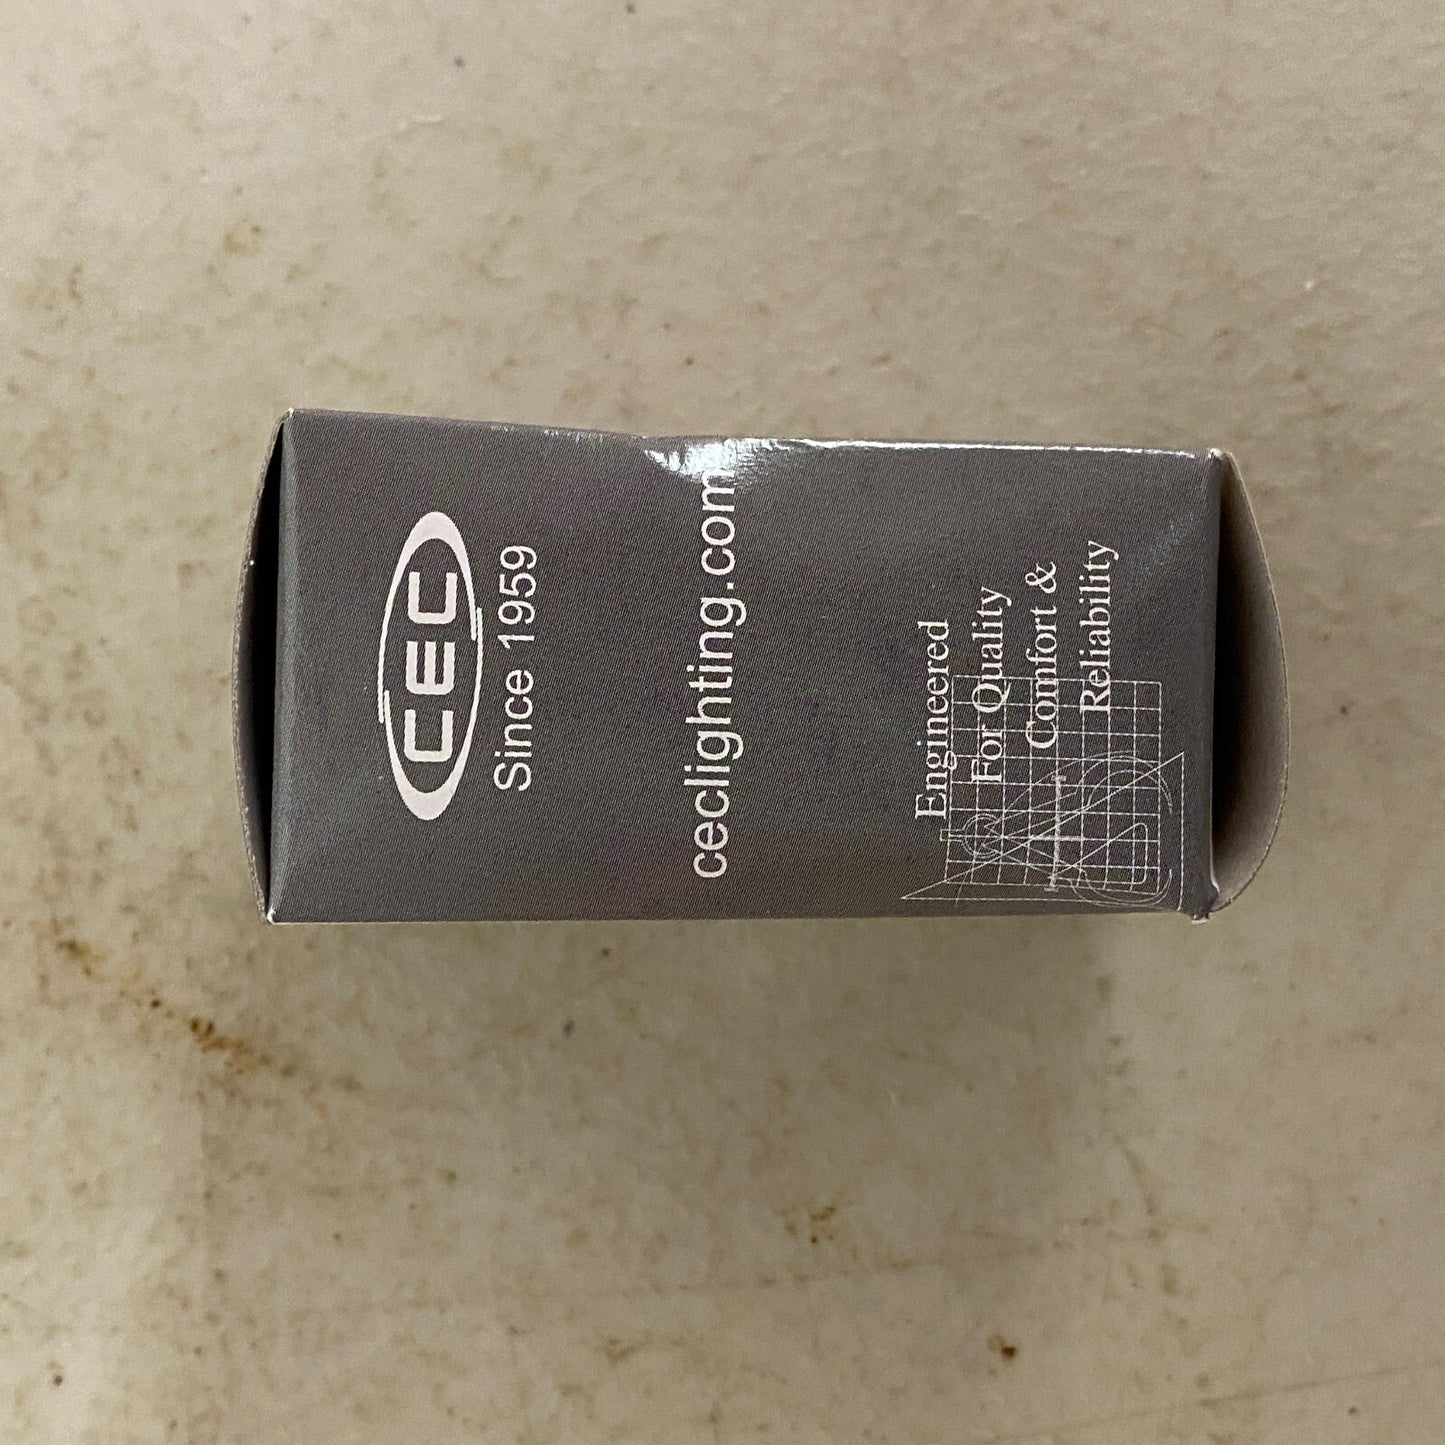 CEC
Since 1959
ceclighting.com
Engineered
For Quality
Comfort &
Reliability